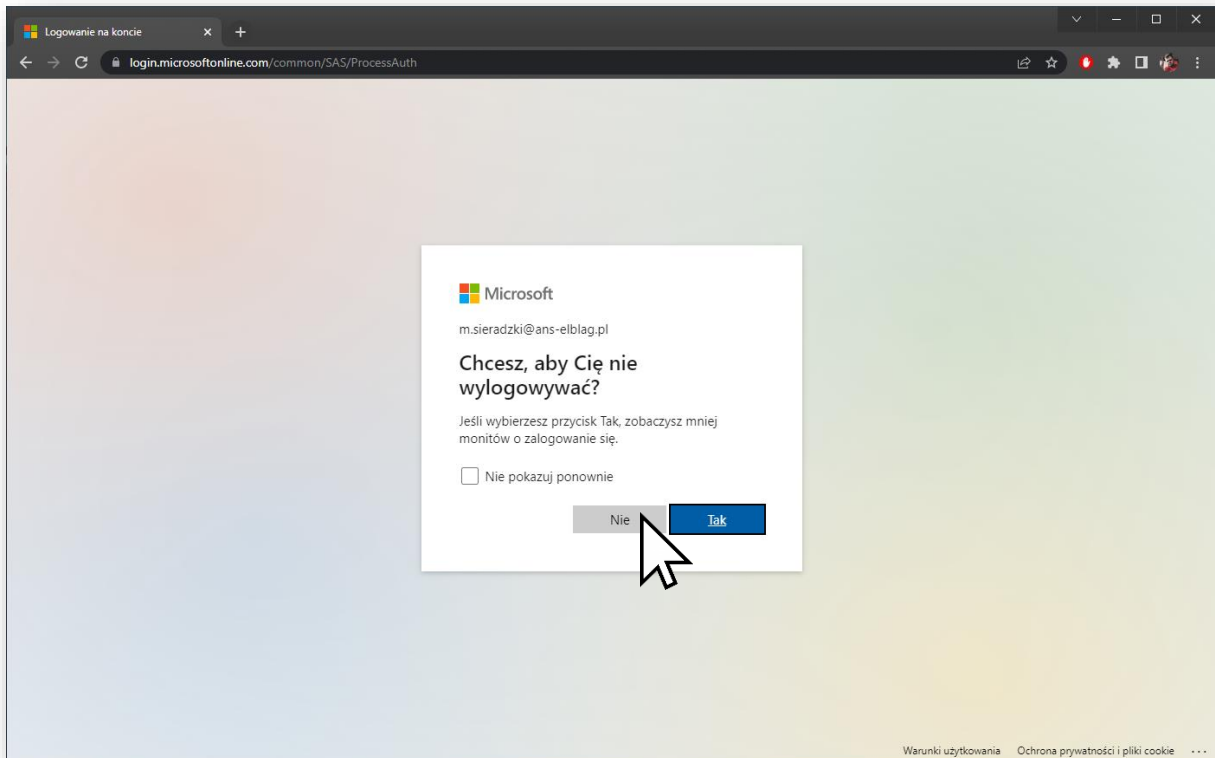 Logowanie na koncie
login.microsoftonline.com/common/SAS/ProcessAuth
Microsoft
m.sieradzki@ans-elblag.pl
Chcesz, aby Cię nie
wylogowywać?
Jeśli wybierzesz przycisk Tak, zobaczysz mniej
monitów o zalogowanie się.
Nie pokazuj ponownie
Nie Tak
Warunki użytkowania Ochrona prywatności i pliki cookie ...